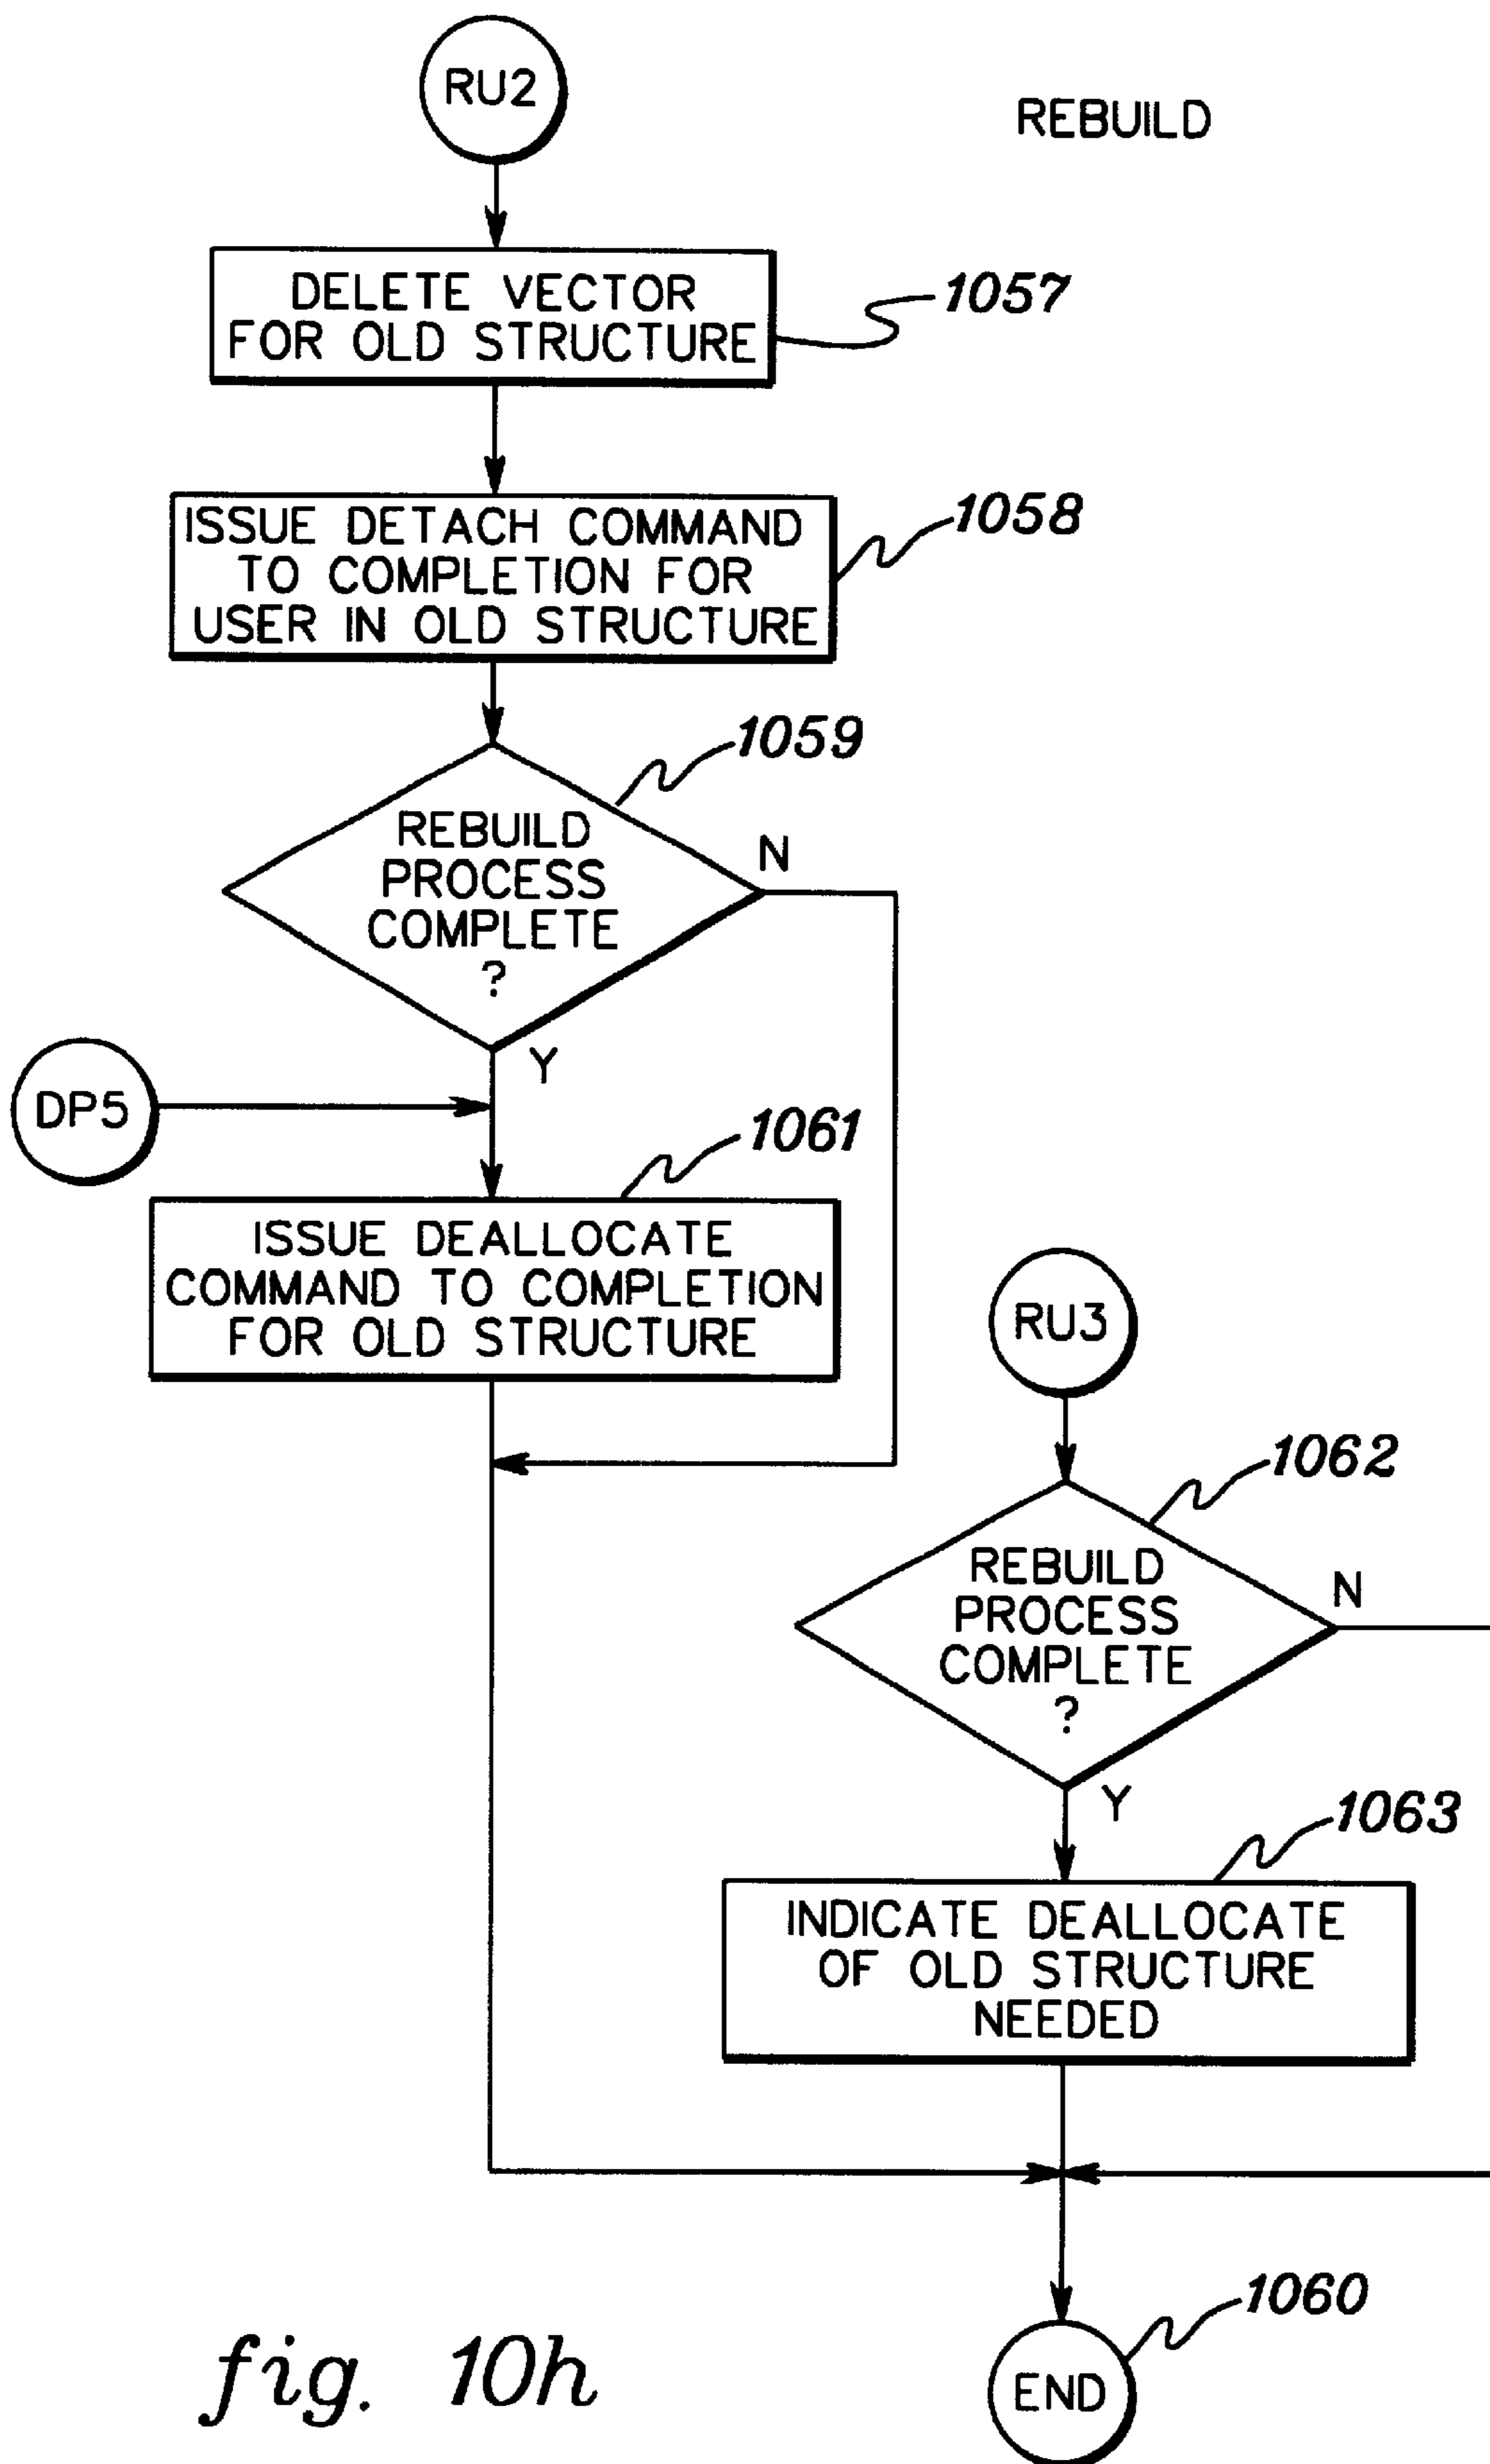 RU2
REBUILD
DELETE VECTOR
FOR OLD STRUCTURE
1057
ISSUE DETACH COMMAND
TO COMPLETION FOR
USER IN OLD STRUCTURE
1058
1059
REBUILD
PROCESS
COMPLETE
?
N
Y
DP5
1061
ISSUE DEALLOCATE
COMMAND TO COMPLETION
FOR OLD STRUCTURE
RU3
1062
REBUILD
PROCESS
COMPLETE
?
N
Y
1063
INDICATE DEALLOCATE
OF OLD STRUCTURE
NEEDED
1060
END
fig. 10h